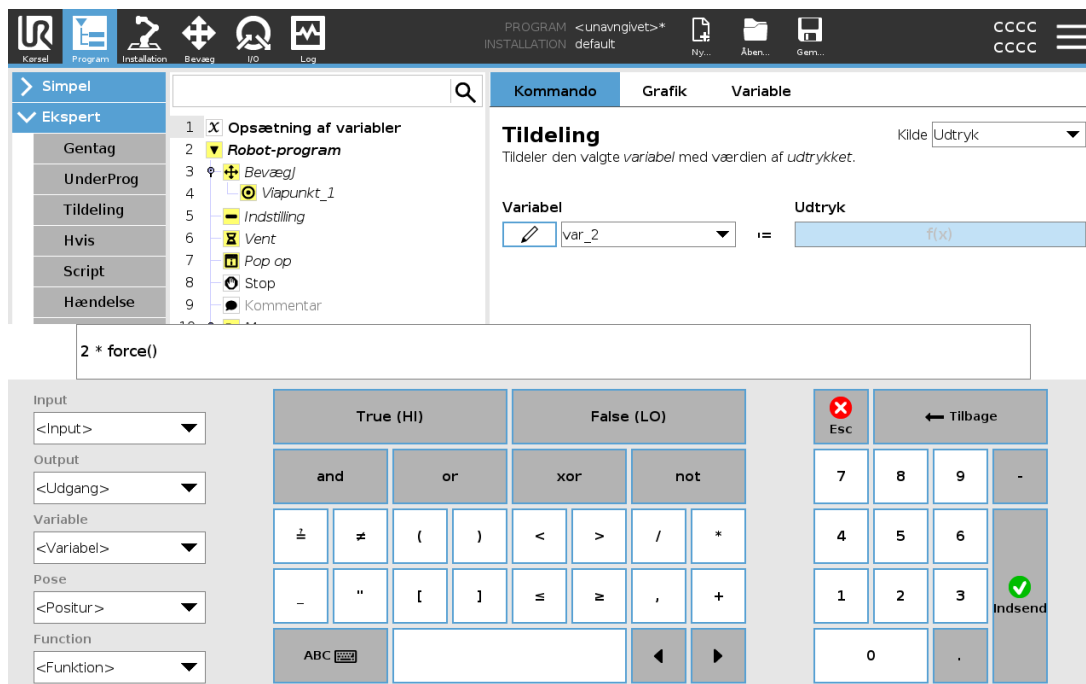 PROGRAM <unavngivet>*
INSTALLATION default
CCCC
CCCC
Kørsel Program Installation Bevæg I/O Log Ny... Åben... Gem...
Simpel
Ekspert
Gentag
UnderProg
Tildeling
Hvis
Script
Hændelse
1 Opsætning af variabler
2 Robot-program
3 BevægJ
4 Viapunkt_1
5 Indstilling
6 Vent
7 Pop op
8 Stop
9 Kommentar
Kommando Grafik Variable
Tildeling
Kilde Udtryk
Tildeler den valgte variabel med værdien af udtrykket.
Variabel Udtryk
var_2 := f(x)
2 * force()
Input
<Input>
Output
<Udgang>
Variable
<Variabel>
Pose
<Positur>
Function
<Funktion>
True (HI) False (LO)
and or xor not
≟ ≠ ( ) < > / *
_ " [ ] ≤ ≥ , +
ABC
Esc Tilbage
7 8 9 -
4 5 6
1 2 3 Indsend
0 .